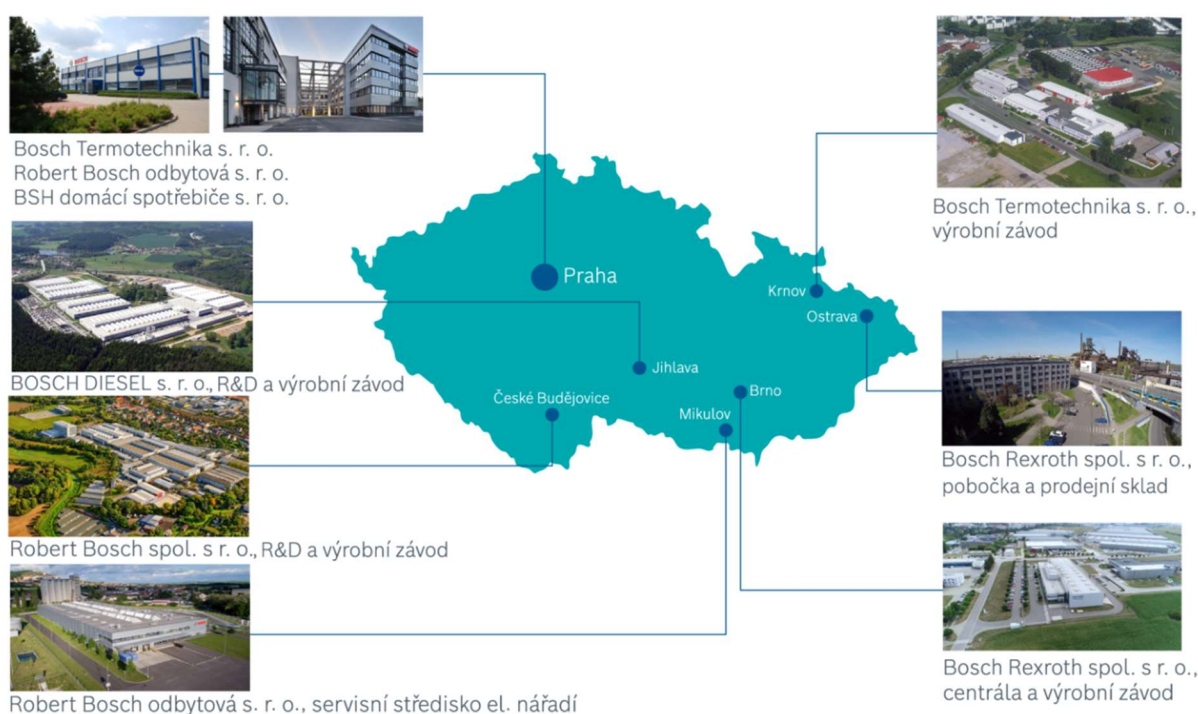 Bosch Termotechnika s. r. o.
Robert Bosch odbytová s. r. o.
BSH domácí spotřebiče s. r. o.
BOSCH DIESEL s. r. o., R&D a výrobní závod
Robert Bosch spol. s r. o., R&D a výrobní závod
Robert Bosch odbytová s. r. o., servisní středisko el. nářadí
Praha
Krnov
Ostrava
Jihlava
České Budějovice
Brno
Mikulov
Bosch Termotechnika s. r. o.,
výrobní závod
Bosch Rexroth spol. s r. o.,
pobočka a prodejní sklad
Bosch Rexroth spol. s r. o.,
centrála a výrobní závod